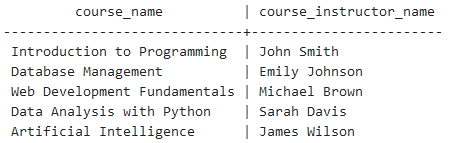 course_name | course_instructor_name
------------------------------+------------------------
Introduction to Programming | John Smith
Database Management | Emily Johnson
Web Development Fundamentals | Michael Brown
Data Analysis with Python | Sarah Davis
Artificial Intelligence | James Wilson